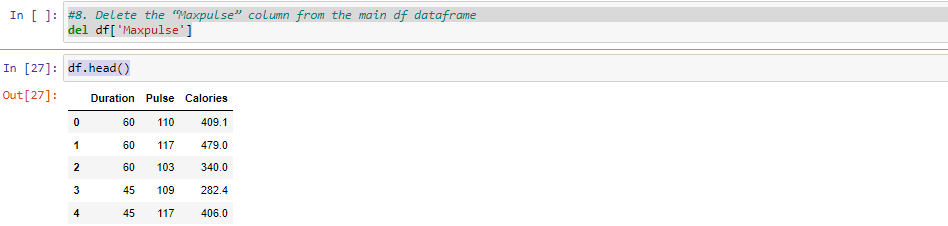 In [ ]: #8. Delete the “Maxpulse” column from the main df dataframe
del df['Maxpulse']
In [27]: df.head()
Out[27]:
Duration Pulse Calories
0 60 110 409.1
1 60 117 479.0
2 60 103 340.0
3 45 109 282.4
4 45 117 406.0